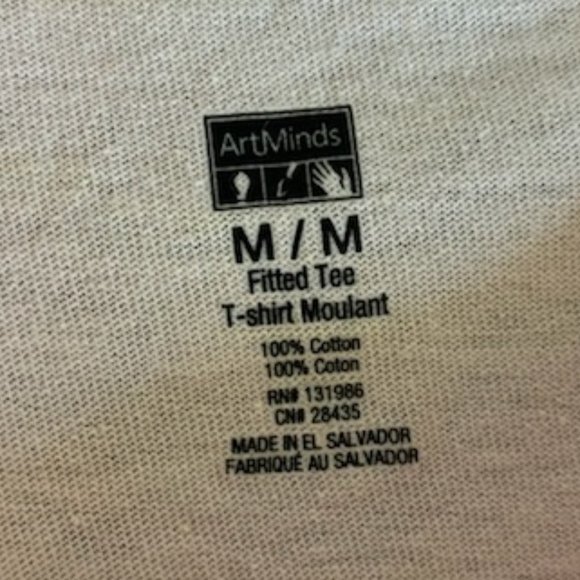 ArtMinds
M / M
Fitted Tee
T-shirt Moulant
100% Cotton
100% Coton
RN# 131986
CN# 28435
MADE IN EL SALVADOR
FABRIQUÉ AU SALVADOR